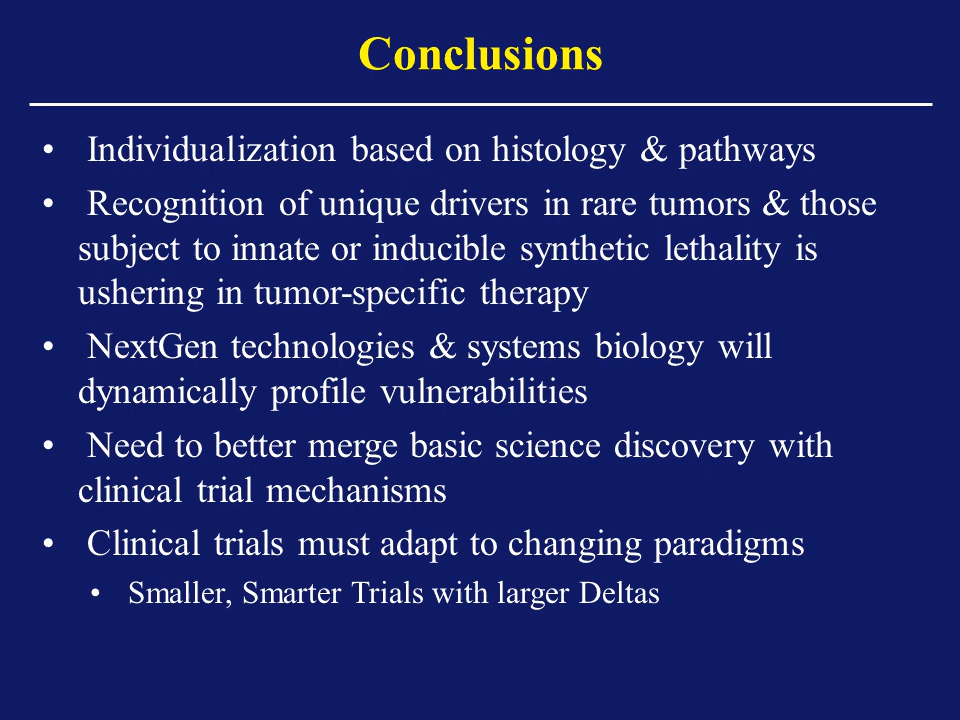 Conclusions
• Individualization based on histology & pathways
• Recognition of unique drivers in rare tumors & those
subject to innate or inducible synthetic lethality is
ushering in tumor-specific therapy
• NextGen technologies & systems biology will
dynamically profile vulnerabilities
• Need to better merge basic science discovery with
clinical trial mechanisms
• Clinical trials must adapt to changing paradigms
• Smaller, Smarter Trials with larger Deltas